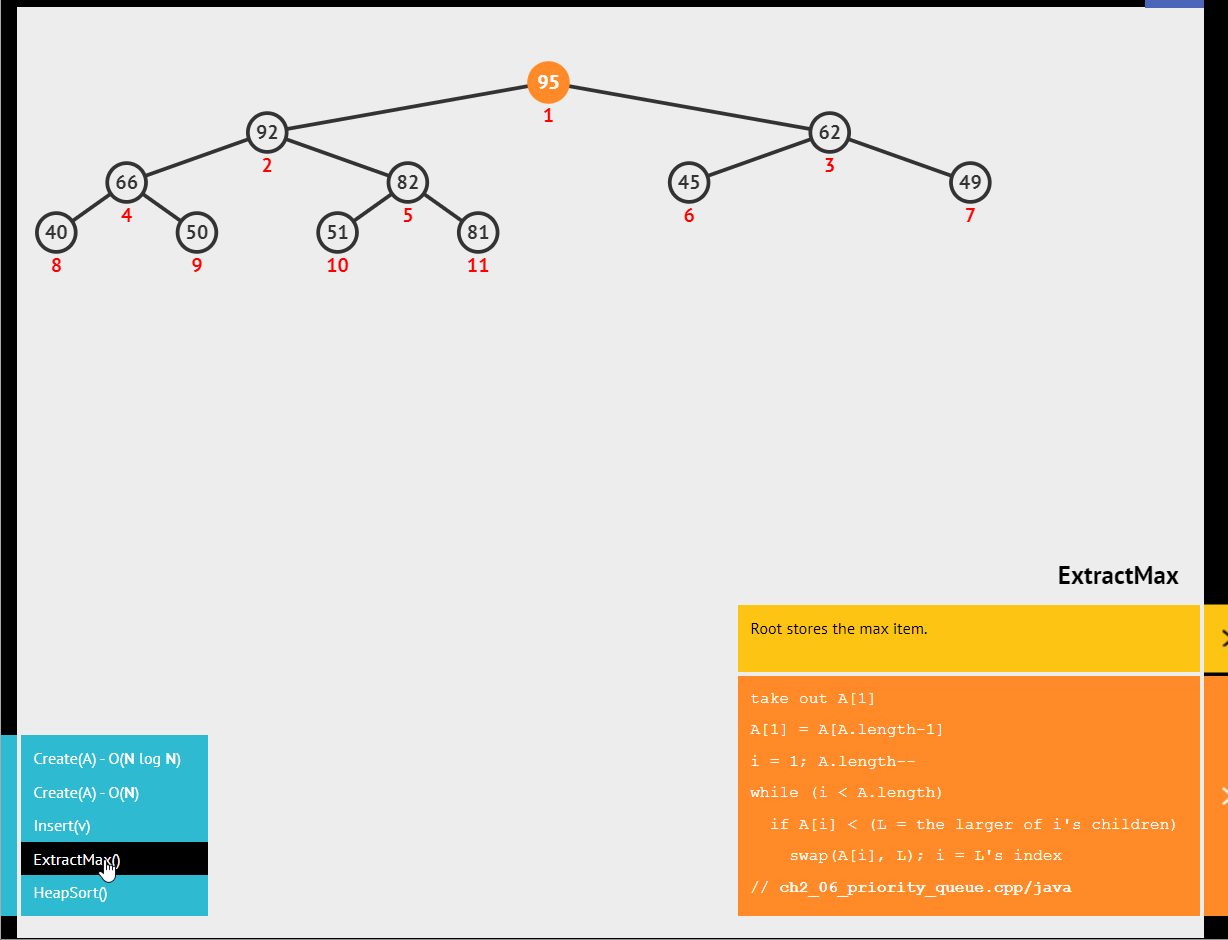 95
1
92
62
2
3
66
82
45
49
4
5
6
7
40
50
51
81
8
9
10
11
ExtractMax
Root stores the max item.
take out A[1]
A[1] = A[A.length-1]
i = 1; A.length--
while (i < A.length)
if A[i] < (L = the larger of i's children)
swap(A[i], L); i = L's index
// ch2_06_priority_queue.cpp/java
Create(A) - O(N log N)
Create(A) - O(N)
Insert(v)
ExtractMax()
HeapSort()